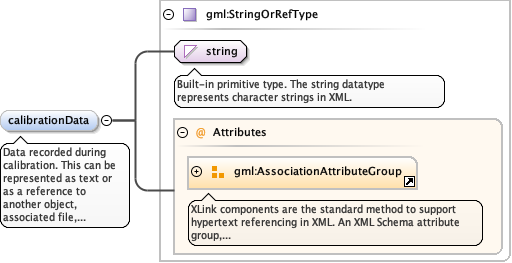 gml:StringOrRefType
string
Built-in primitive type. The string datatype
represents character strings in XML.
calibrationData
Data recorded during
calibration. This can be
represented as text or
as a reference to
another object,
associated file,...
@ Attributes
gml:AssociationAttributeGroup
XLink components are the standard method to support
hypertext referencing in XML. An XML Schema attribute
group,...